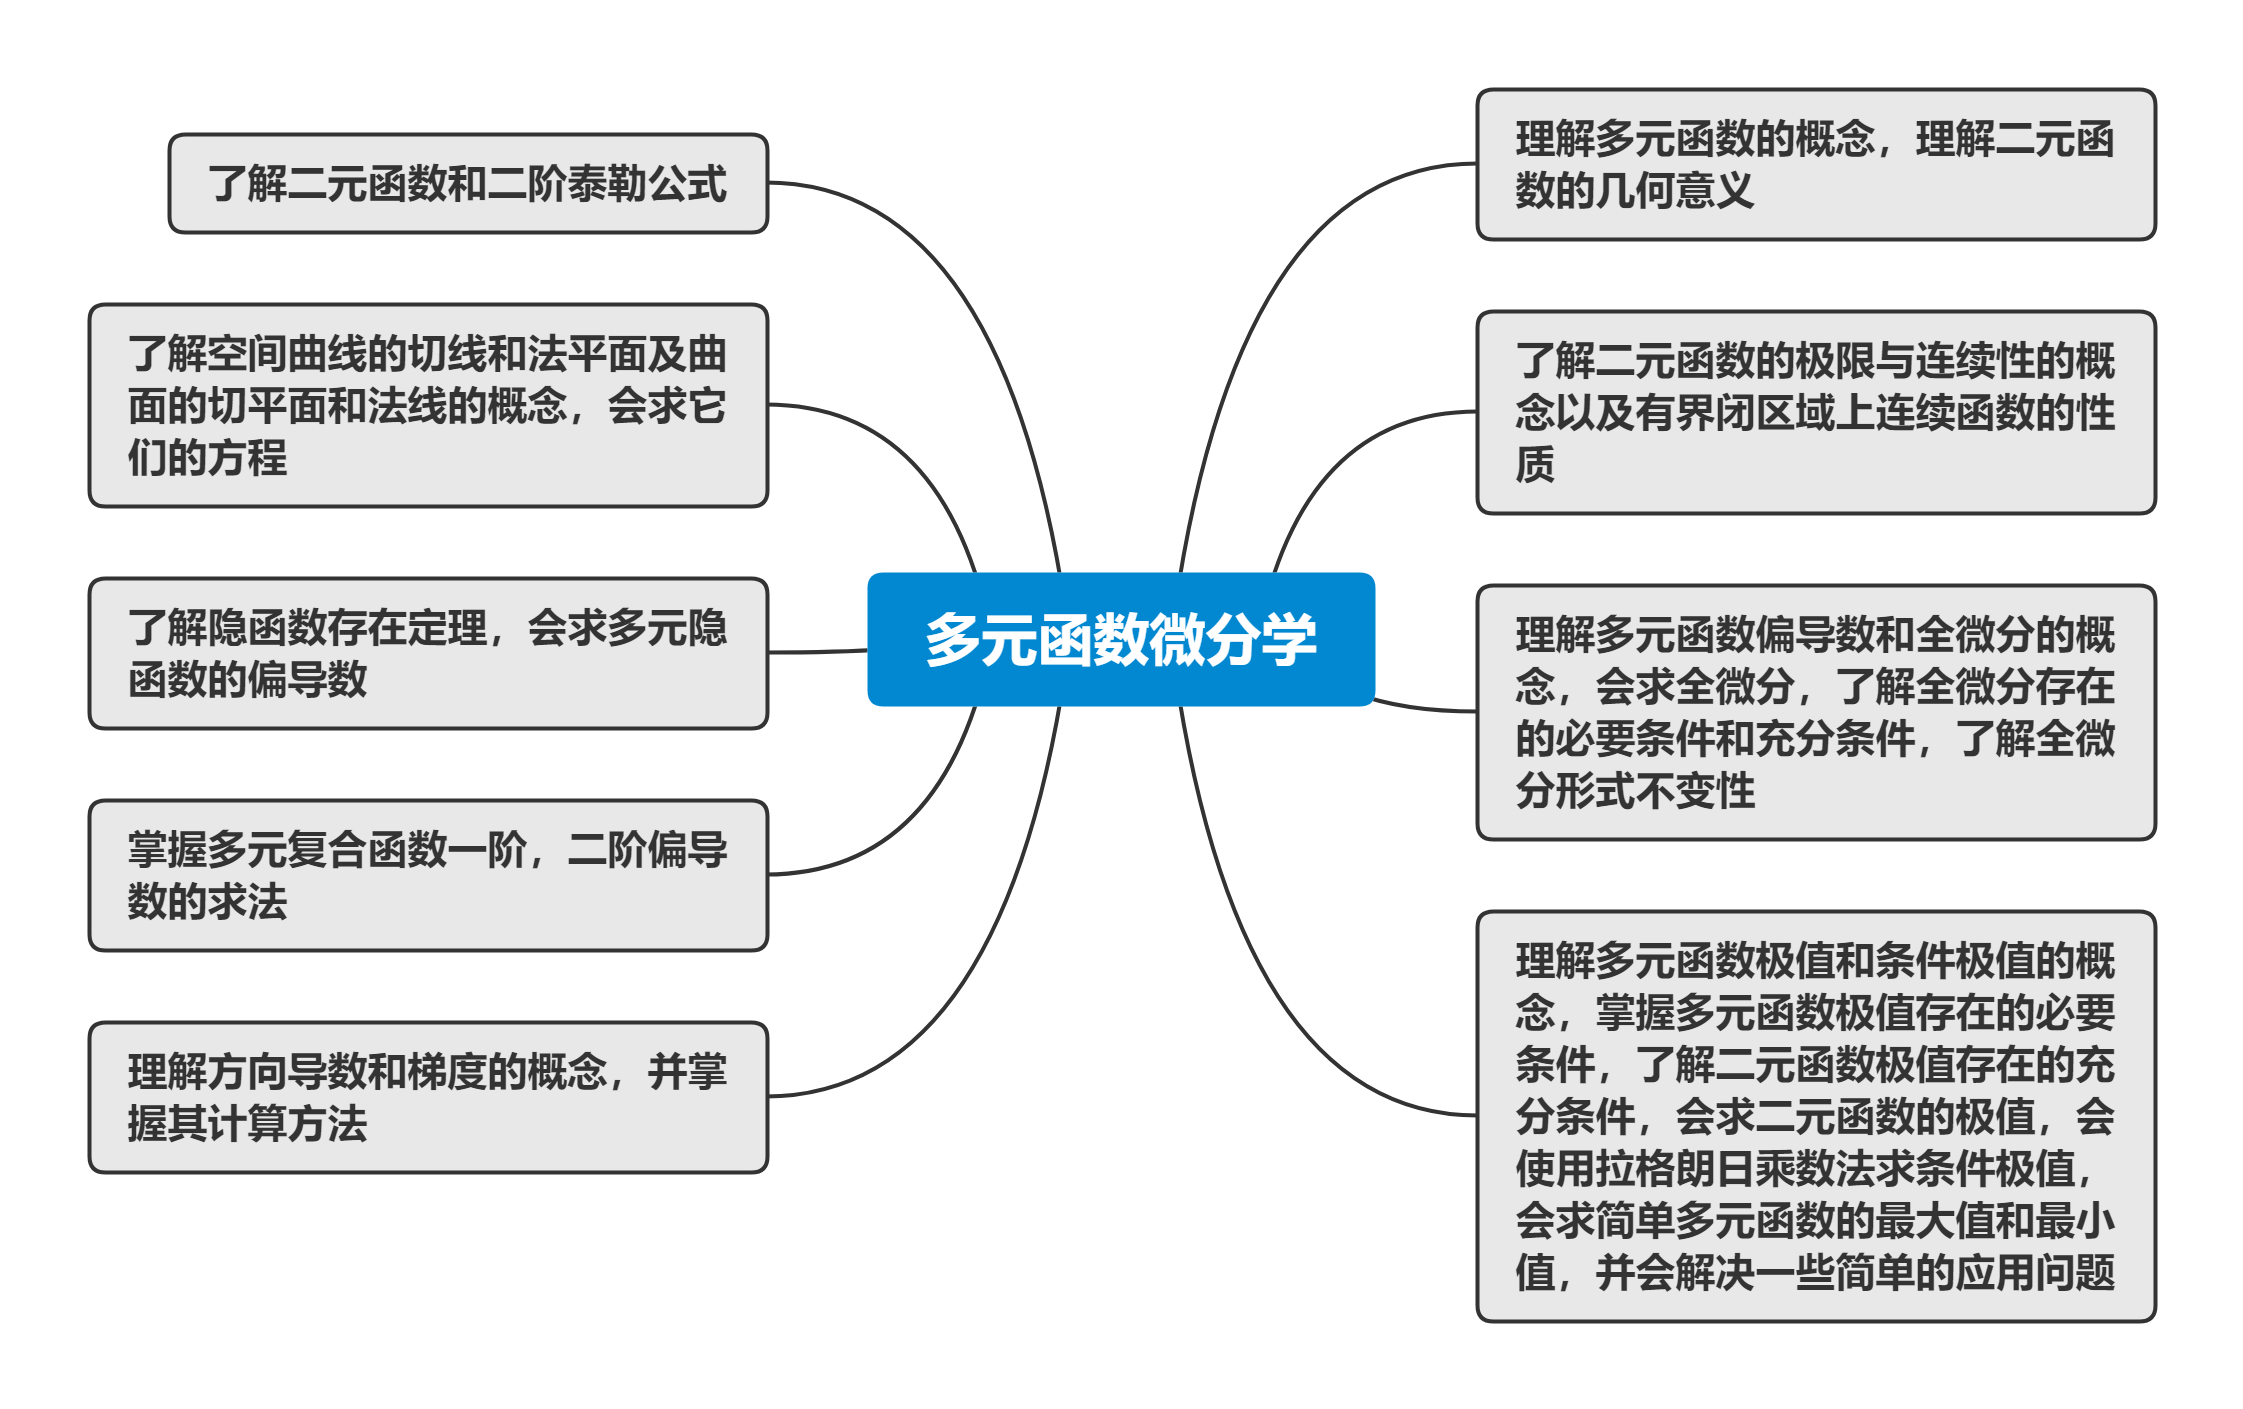 多元函数微分学
理解多元函数的概念，理解二元函
数的几何意义
了解二元函数的极限与连续性的概
念以及有界闭区域上连续函数的性
质
理解多元函数偏导数和全微分的概
念，会求全微分，了解全微分存在
的必要条件和充分条件，了解全微
分形式不变性
理解多元函数极值和条件极值的概
念，掌握多元函数极值存在的必要
条件，了解二元函数极值存在的充
分条件，会求二元函数的极值，会
使用拉格朗日乘数法求条件极值，
会求简单多元函数的最大值和最小
值，并会解决一些简单的应用问题
了解二元函数和二阶泰勒公式
了解空间曲线的切线和法平面及曲
面的切平面和法线的概念，会求它
们的方程
了解隐函数存在定理，会求多元隐
函数的偏导数
掌握多元复合函数一阶，二阶偏导
数的求法
理解方向导数和梯度的概念，并掌
握其计算方法